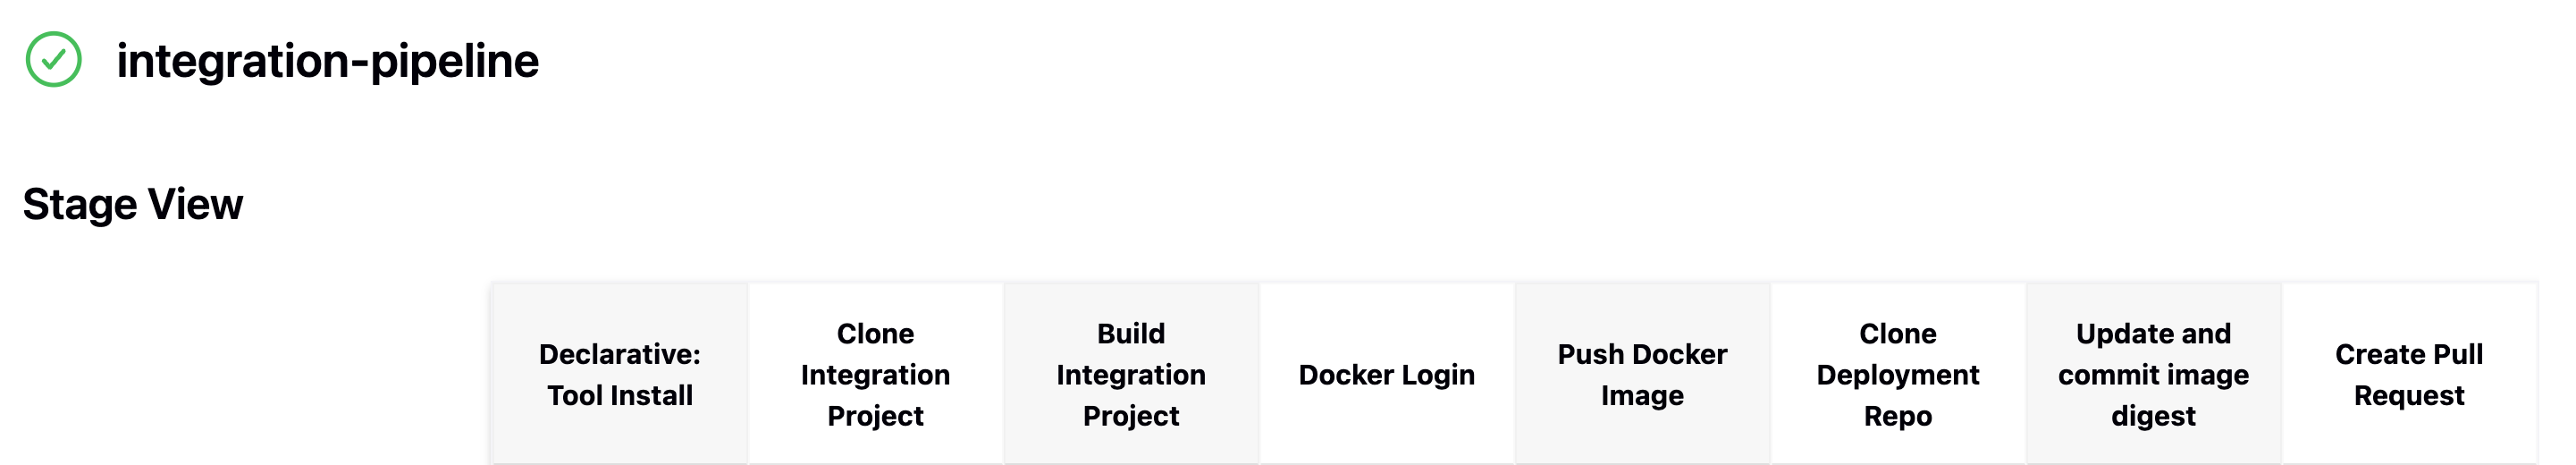 integration-pipeline
Stage View
Declarative:
Tool Install
Clone
Integration
Project
Build
Integration
Project
Docker Login
Push Docker
Image
Clone
Deployment
Repo
Update and
commit image
digest
Create Pull
Request